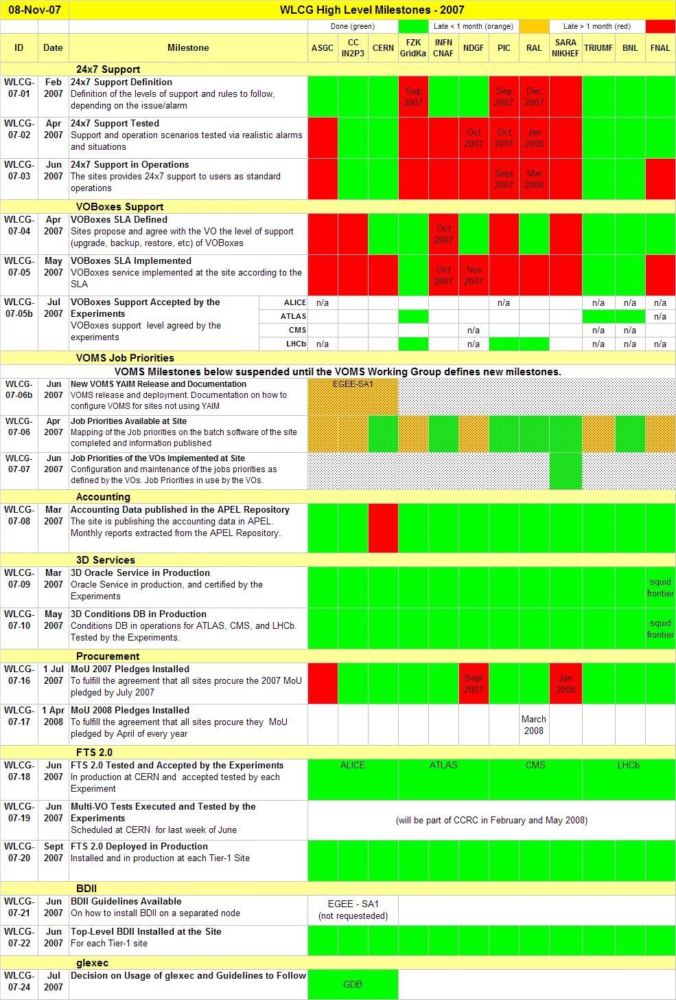 08-Nov-07 WLCG High Level Milestones - 2007
Done (green) Late < 1 month (orange) Late > 1 month (red)
ID Date Milestone ASGC CC IN2P3 CERN FZK GridKa INFN CNAF NDGF PIC RAL SARA NIKHEF TRIUMF BNL FNAL
24x7 Support
WLCG-07-01 Feb 2007 24x7 Support Definition
Definition of the levels of support and rules to follow,
depending on the issue/alarm
Sep 2007 Sep 2007 Dec 2007
WLCG-07-02 Apr 2007 24x7 Support Tested
Support and operation scenarios tested via realistic alarms
and situations
Oct 2007 Oct 2007 Jan 2008
WLCG-07-03 Jun 2007 24x7 Support in Operations
The sites provides 24x7 support to users as standard
operations
Sept 2007 Mar 2008
VOBoxes Support
WLCG-07-04 Apr 2007 VOBoxes SLA Defined
Sites propose and agree with the VO the level of support
(upgrade, backup, restore, etc) of VOBoxes
Oct 2007
WLCG-07-05 May 2007 VOBoxes SLA Implemented
VOBoxes service implemented at the site according to the
SLA
Oct 2007 Nov 2007
WLCG-07-05b Jul 2007 VOBoxes Support Accepted by the
Experiments
VOBoxes support level agreed by the
experiments
ALICE n/a n/a n/a n/a n/a
ATLAS n/a
CMS n/a n/a n/a
LHCb n/a n/a n/a n/a n/a
VOMS Job Priorities
VOMS Milestones below suspended until the VOMS Working Group defines new milestones.
WLCG-07-06b Jun 2007 New VOMS YAIM Release and Documentation
VOMS release and deployment. Documentation on how to
configure VOMS for sites not using YAIM
EGEE-SA1
WLCG-07-06 Apr 2007 Job Priorities Available at Site
Mapping of the Job priorities on the batch software of the site
completed and information published
WLCG-07-07 Jun 2007 Job Priorities of the VOs Implemented at Site
Configuration and maintenance of the jobs priorities as
defined by the VOs. Job Priorities in use by the VOs.
Accounting
WLCG-07-08 Mar 2007 Accounting Data published in the APEL Repository
The site is publishing the accounting data in APEL.
Monthly reports extracted from the APEL Repository.
3D Services
WLCG-07-09 Mar 2007 3D Oracle Service in Production
Oracle Service in production, and certified by the
Experiments
squid frontier
WLCG-07-10 May 2007 3D Conditions DB in Production
Conditions DB in operations for ATLAS, CMS, and LHCb.
Tested by the Experiments.
squid frontier
Procurement
WLCG-07-16 1 Jul 2007 MoU 2007 Pledges Installed
To fulfill the agreement that all sites procure the 2007 MoU
pledged by July 2007
Sept 2007 Jan 2008
WLCG-07-17 1 Apr 2008 MoU 2008 Pledges Installed
To fulfill the agreement that all sites procure they MoU
pledged by April of every year
March 2008
FTS 2.0
WLCG-07-18 Jun 2007 FTS 2.0 Tested and Accepted by the Experiments
In production at CERN and accepted tested by each
Experiment
ALICE ATLAS CMS LHCb
WLCG-07-19 Jun 2007 Multi-VO Tests Executed and Tested by the
Experiments
Scheduled at CERN for last week of June
(will be part of CCRC in February and May 2008)
WLCG-07-20 Sept 2007 FTS 2.0 Deployed in Production
Installed and in production at each Tier-1 Site
BDII
WLCG-07-21 Jun 2007 BDII Guidelines Available
On how to install BDII on a separated node
EGEE - SA1
(not requesteded)
WLCG-07-22 Jun 2007 Top-Level BDII Installed at the Site
For each Tier-1 site
glexec
WLCG-07-24 Jul 2007 Decision on Usage of glexec and Guidelines to Follow
GDB